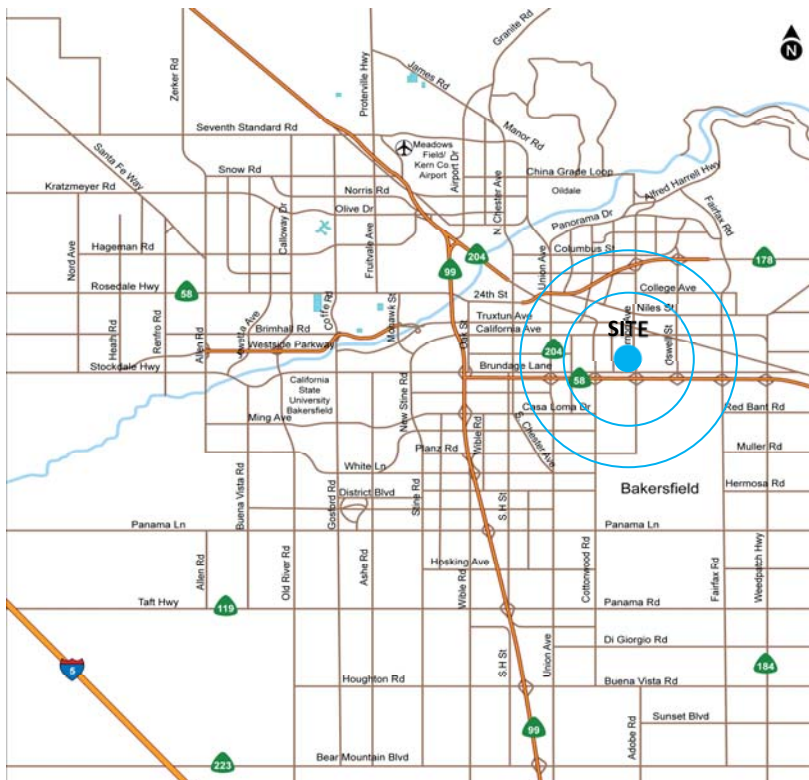 Granite Rd
N
Zerker Rd
Proterville Hwy
James Rd
Manor Rd
Seventh Standard Rd
Santa Fe Way
Meadows
Field/
Kern Co
Airport
Airport Dr
N. Chester Ave
China Grade Loop
Alfred Harrell Hwy
Fairfax Rd
Snow Rd
Kratzmeyer Rd
Norris Rd
Oildale
Olive Dr
Panorama Dr
Calloway Dr
Fruitvale Ave
Nord Ave
Hageman Rd
Union Ave
Columbus St
204
178
99
Rosedale Hwy
58
24th St
College Ave
Niles St
Coffe Rd
Mohawk St
Truxtun Ave
California Ave
Oak St
SITE
Oswell St
Heath Rd
Renfro Rd
Allen Rd
Brimhall Rd
Westside Parkway
204
Stockdale Hwy
Brundage Lane
58
California
State
University
Bakersfield
New Stine Rd
Casa Loma Dr
Red Bant Rd
Ming Ave
S. Chester Ave
Wible Rd
Planz Rd
Muller Rd
White Ln
Buena Vista Rd
Gosford Rd
District Blvd
Stine Rd
S.H St
Bakersfield
Hermosa Rd
Panama Ln
Panama Ln
Allen Rd
Old River Rd
Ashe Rd
Hosking Ave
Wible Rd
Cottonwood Rd
Fairfax Rd
Weedpatch Hwy
Taft Hwy
119
Panama Rd
S.H St
Union Ave
Di Giorgio Rd
5
184
Houghton Rd
Buena Vista Rd
Adobe Rd
Sunset Blvd
99
Bear Mountain Blvd
223